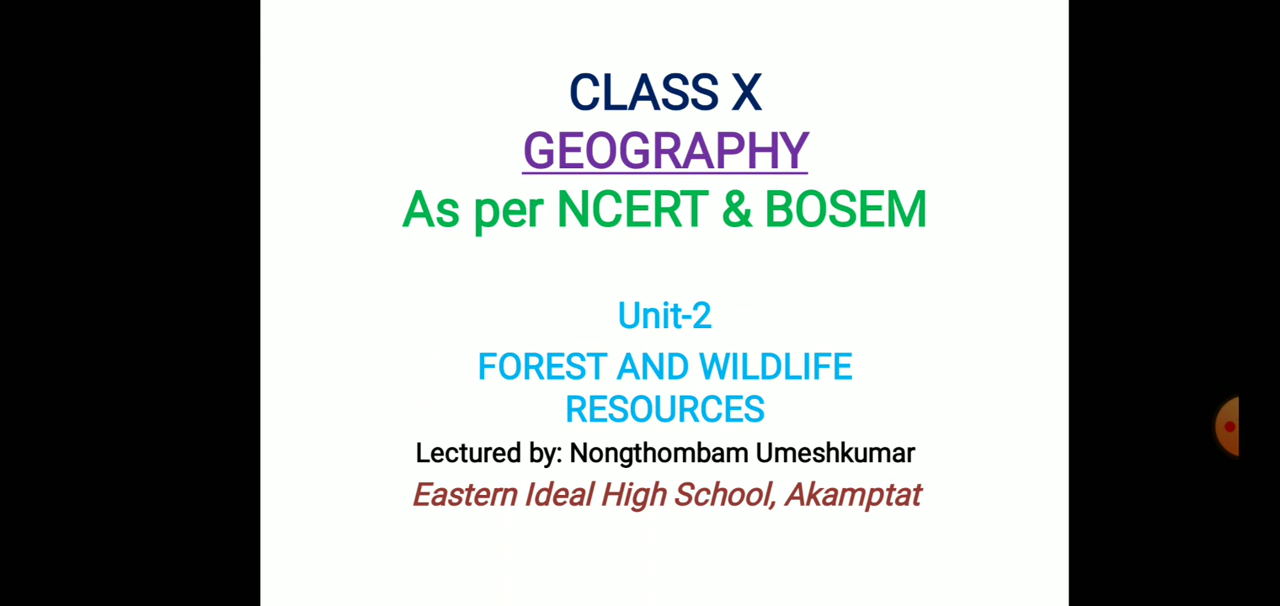 CLASS X
GEOGRAPHY
As per NCERT & BOSEM
Unit-2
FOREST AND WILDLIFE
RESOURCES
Lectured by: Nongthombam Umeshkumar
Eastern Ideal High School, Akamptat